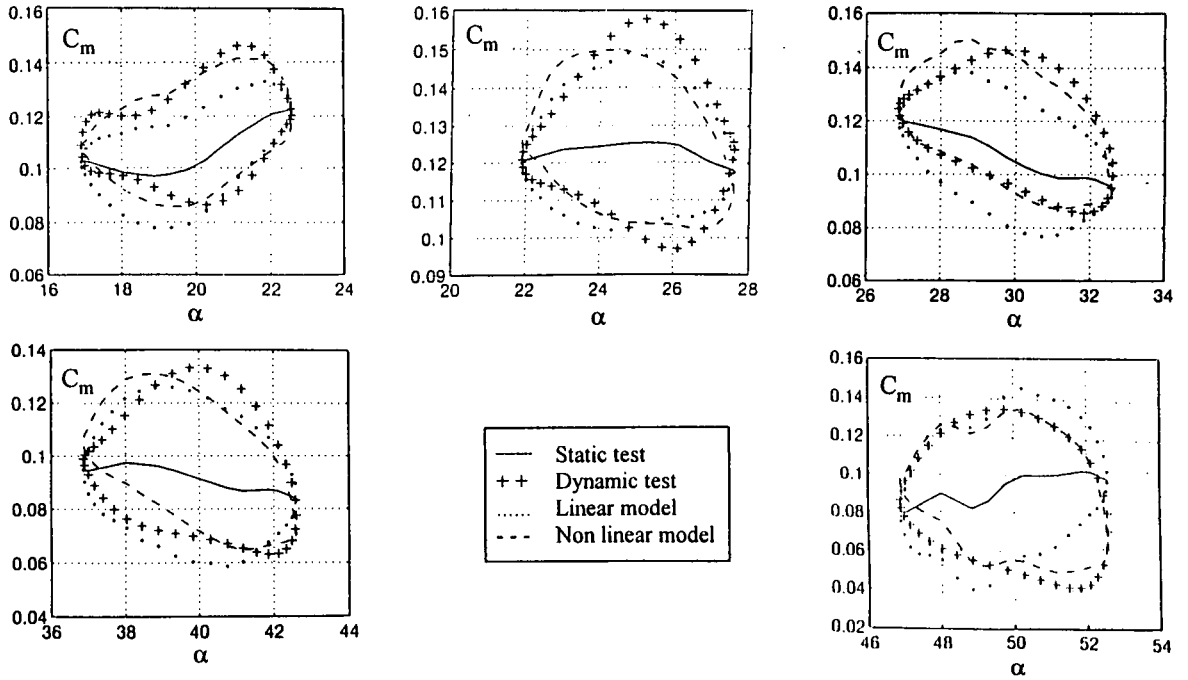 0.16
C_m
0.14
0.12
0.1
0.08
0.06
16 18 20 22 24
α
0.16
C_m
0.15
0.14
0.13
0.12
0.11
0.1
0.09
20 22 24 26 28
α
0.16
C_m
0.14
0.12
0.1
0.08
0.06
26 28 30 32 34
α
0.14
C_m
0.12
0.1
0.08
0.06
0.04
36 38 40 42 44
α
Static test
++ Dynamic test
Linear model
Non linear model
0.16
C_m
0.14
0.12
0.1
0.08
0.06
0.04
0.02
46 48 50 52 54
α